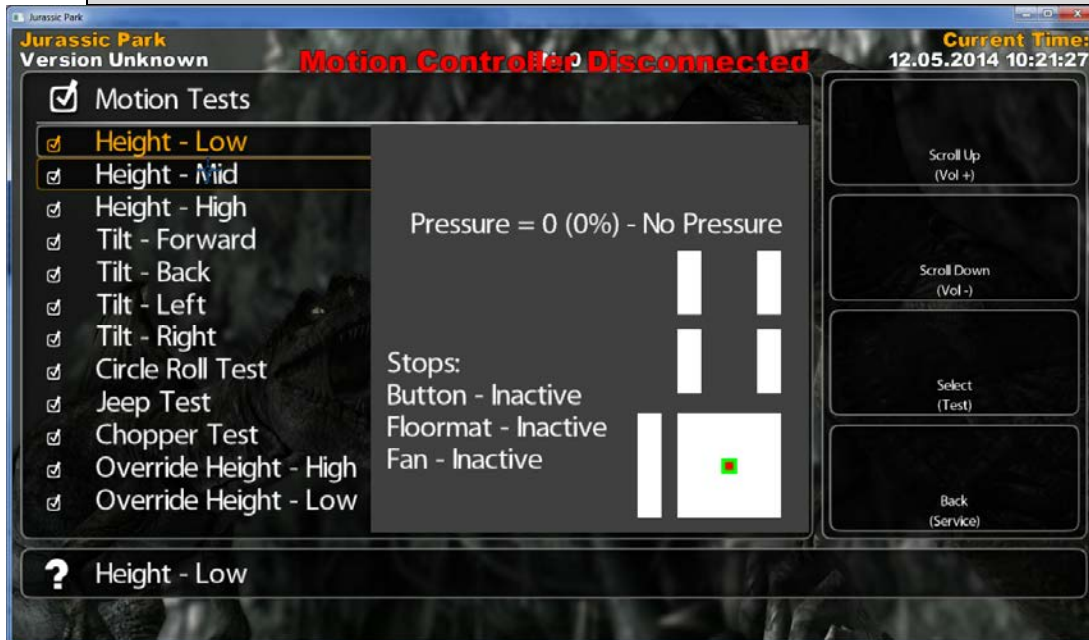 Jurassic Park
Jurassic Park
Version Unknown
Motion Controller Disconnected
Current Time:
12.05.2014 10:21:27
Motion Tests
Height - Low
Height - Mid
Height - High
Tilt - Forward
Tilt - Back
Tilt - Left
Tilt - Right
Circle Roll Test
Jeep Test
Chopper Test
Override Height - High
Override Height - Low
Pressure = 0 (0%) - No Pressure
Stops:
Button - Inactive
Floormat - Inactive
Fan - Inactive
Scroll Up
(Vol +)
Scroll Down
(Vol -)
Select
(Test)
Back
(Service)
? Height - Low